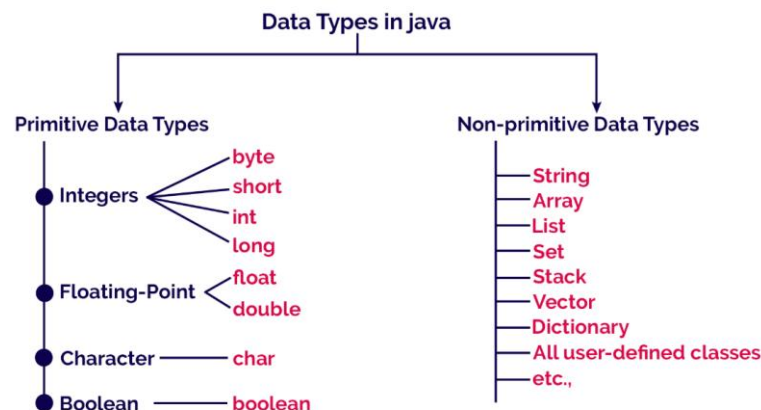 Data Types in java
Primitive Data Types
Integers
byte
short
int
long
Floating-Point
float
double
Character
char
Boolean
boolean
Non-primitive Data Types
String
Array
List
Set
Stack
Vector
Dictionary
All user-defined classes
etc.,